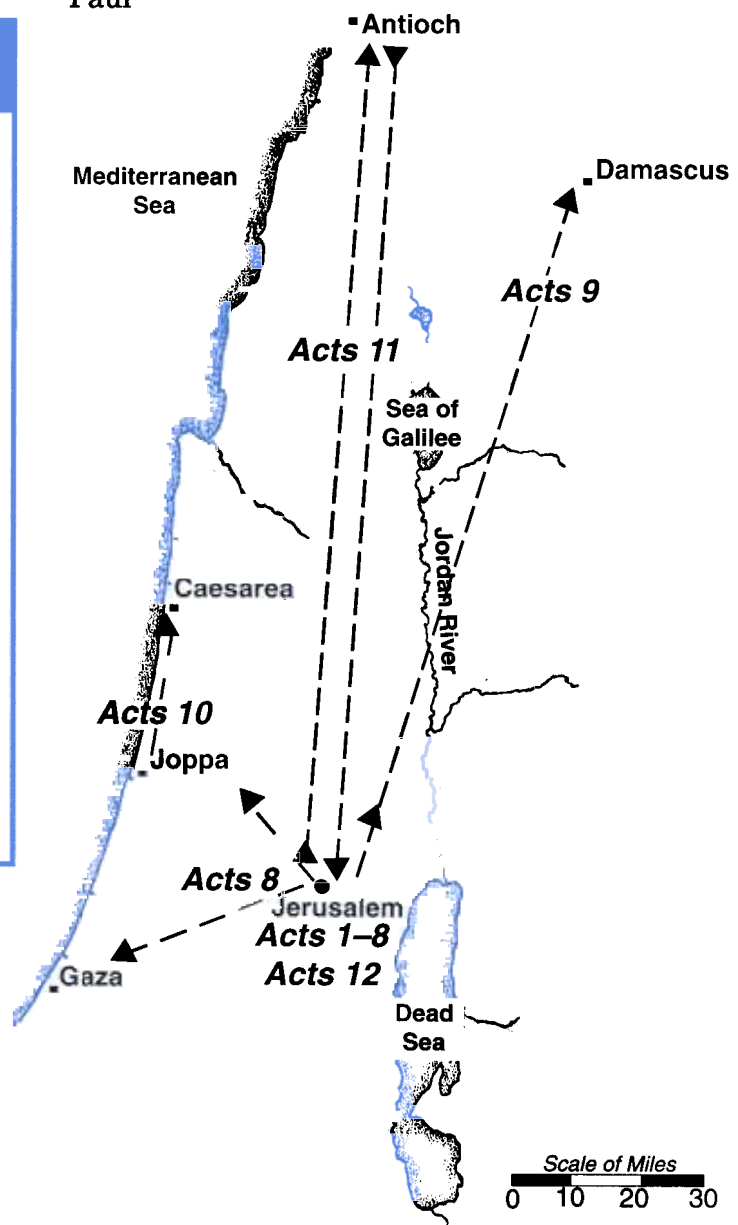 Paul
Antioch
Mediterranean
Sea
Damascus
Acts 9
Acts 11
Sea of
Galilee
Jordan River
Caesarea
Acts 10
Joppa
Acts 8
Jerusalem
Acts 1–8
Acts 12
Gaza
Dead
Sea
Scale of Miles
0 10 20 30